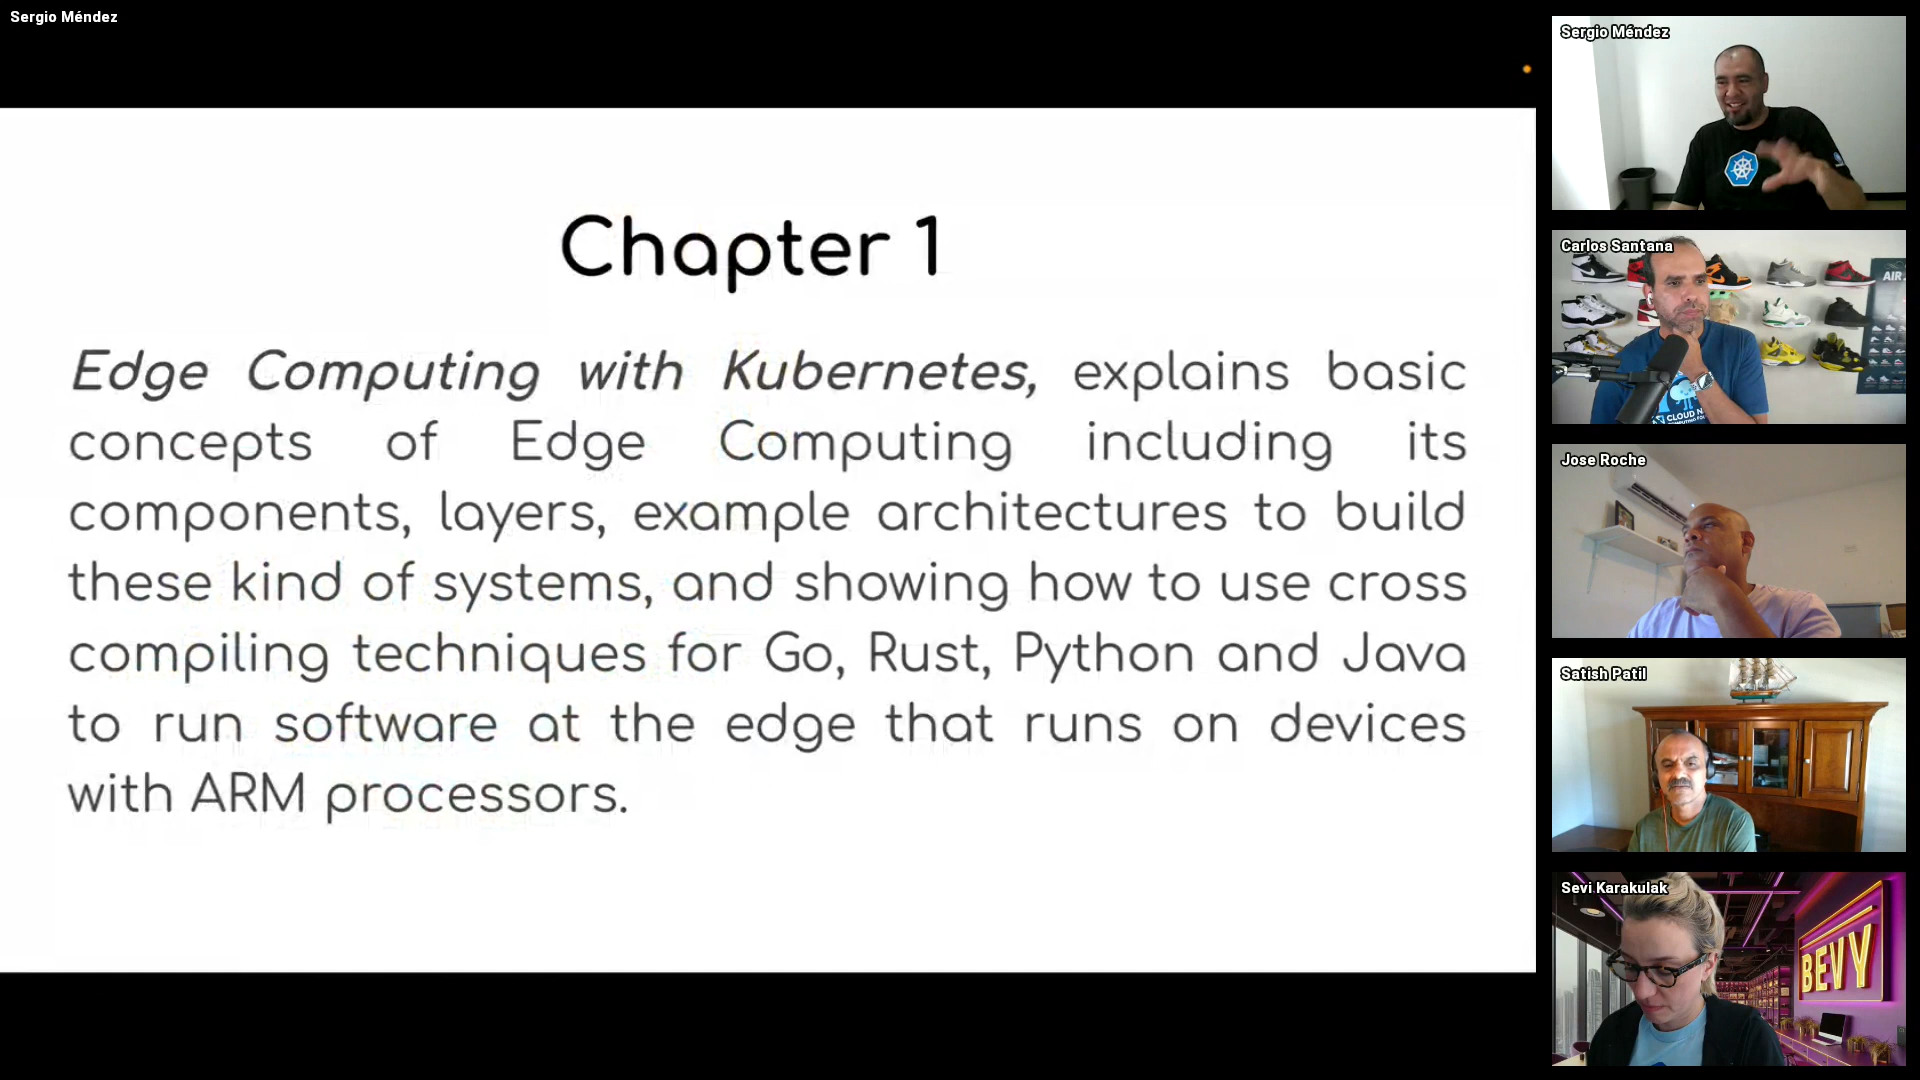 Sergio Méndez
Chapter 1
Edge Computing with Kubernetes, explains basic
concepts of Edge Computing including its
components, layers, example architectures to build
these kind of systems, and showing how to use cross
compiling techniques for Go, Rust, Python and Java
to run software at the edge that runs on devices
with ARM processors.
Sergio Méndez
Carlos Santana
AIR
CLOUD N
Jose Roche
Satish Patil
Sevi Karakulak
BEVY